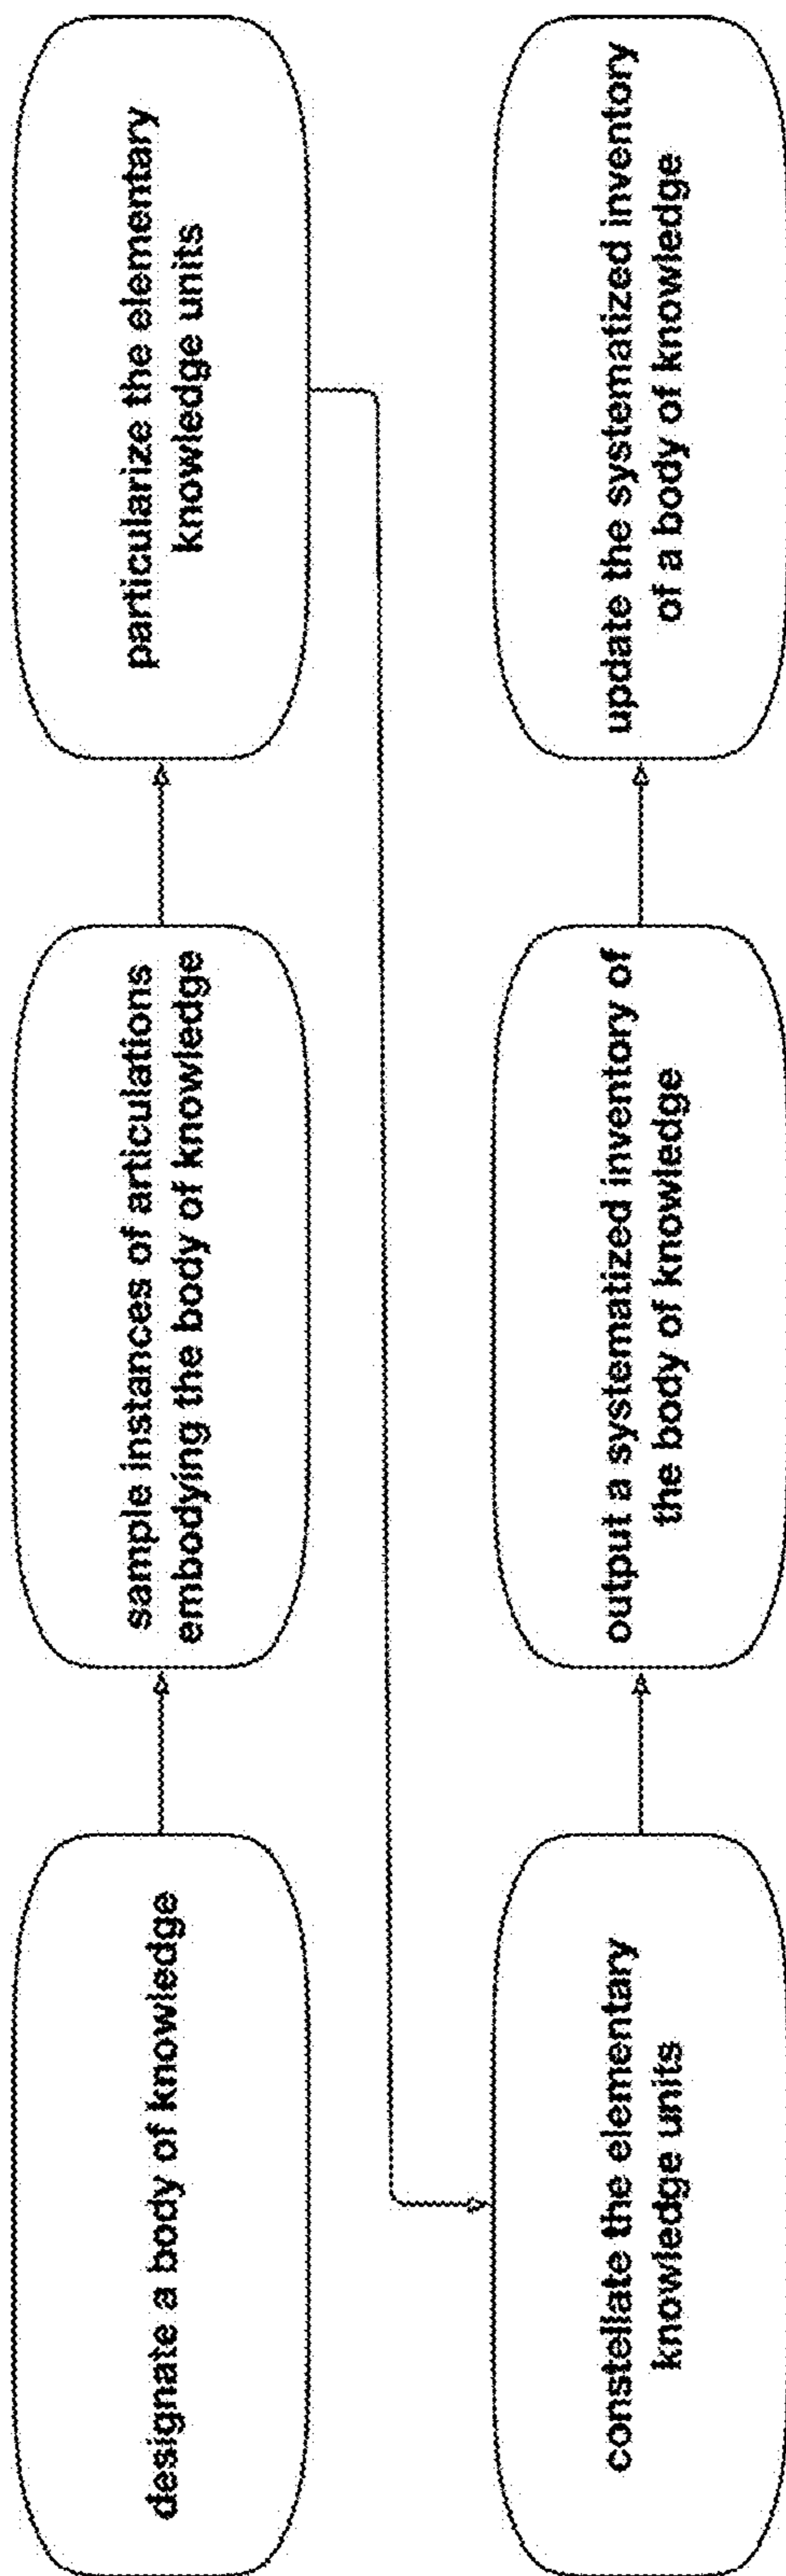 designate a body of knowledge
sample instances of articulations
embodying the body of knowledge
particularize the elementary
knowledge units
constellate the elementary
knowledge units
output a systematized inventory of
the body of knowledge
update the systematized inventory
of a body of knowledge